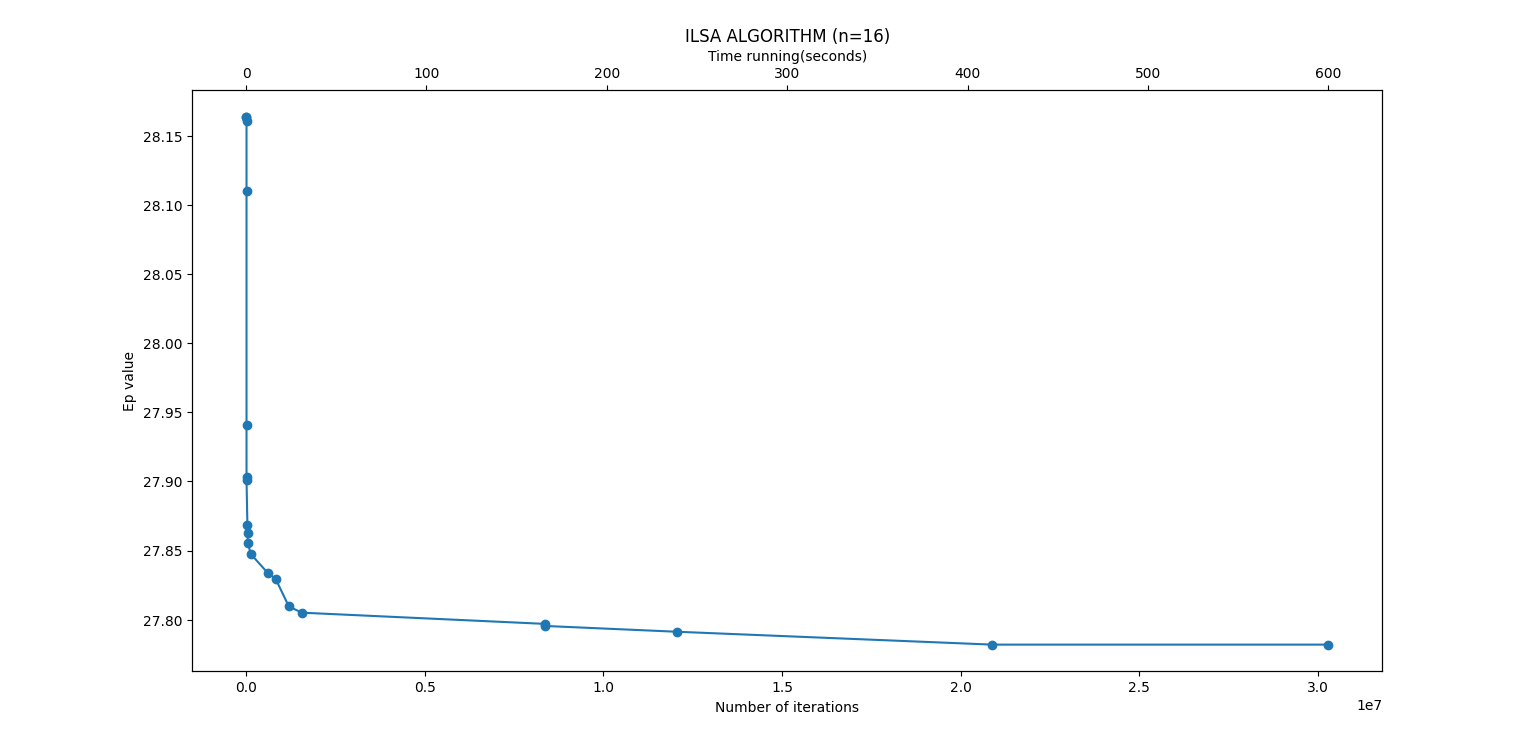 ILSA ALGORITHM (n=16)
Time running(seconds)
0 100 200 300 400 500 600
28.15
28.10
28.05
28.00
27.95
27.90
27.85
27.80
Ep value
0.0 0.5 1.0 1.5 2.0 2.5 3.0
Number of iterations
1e7